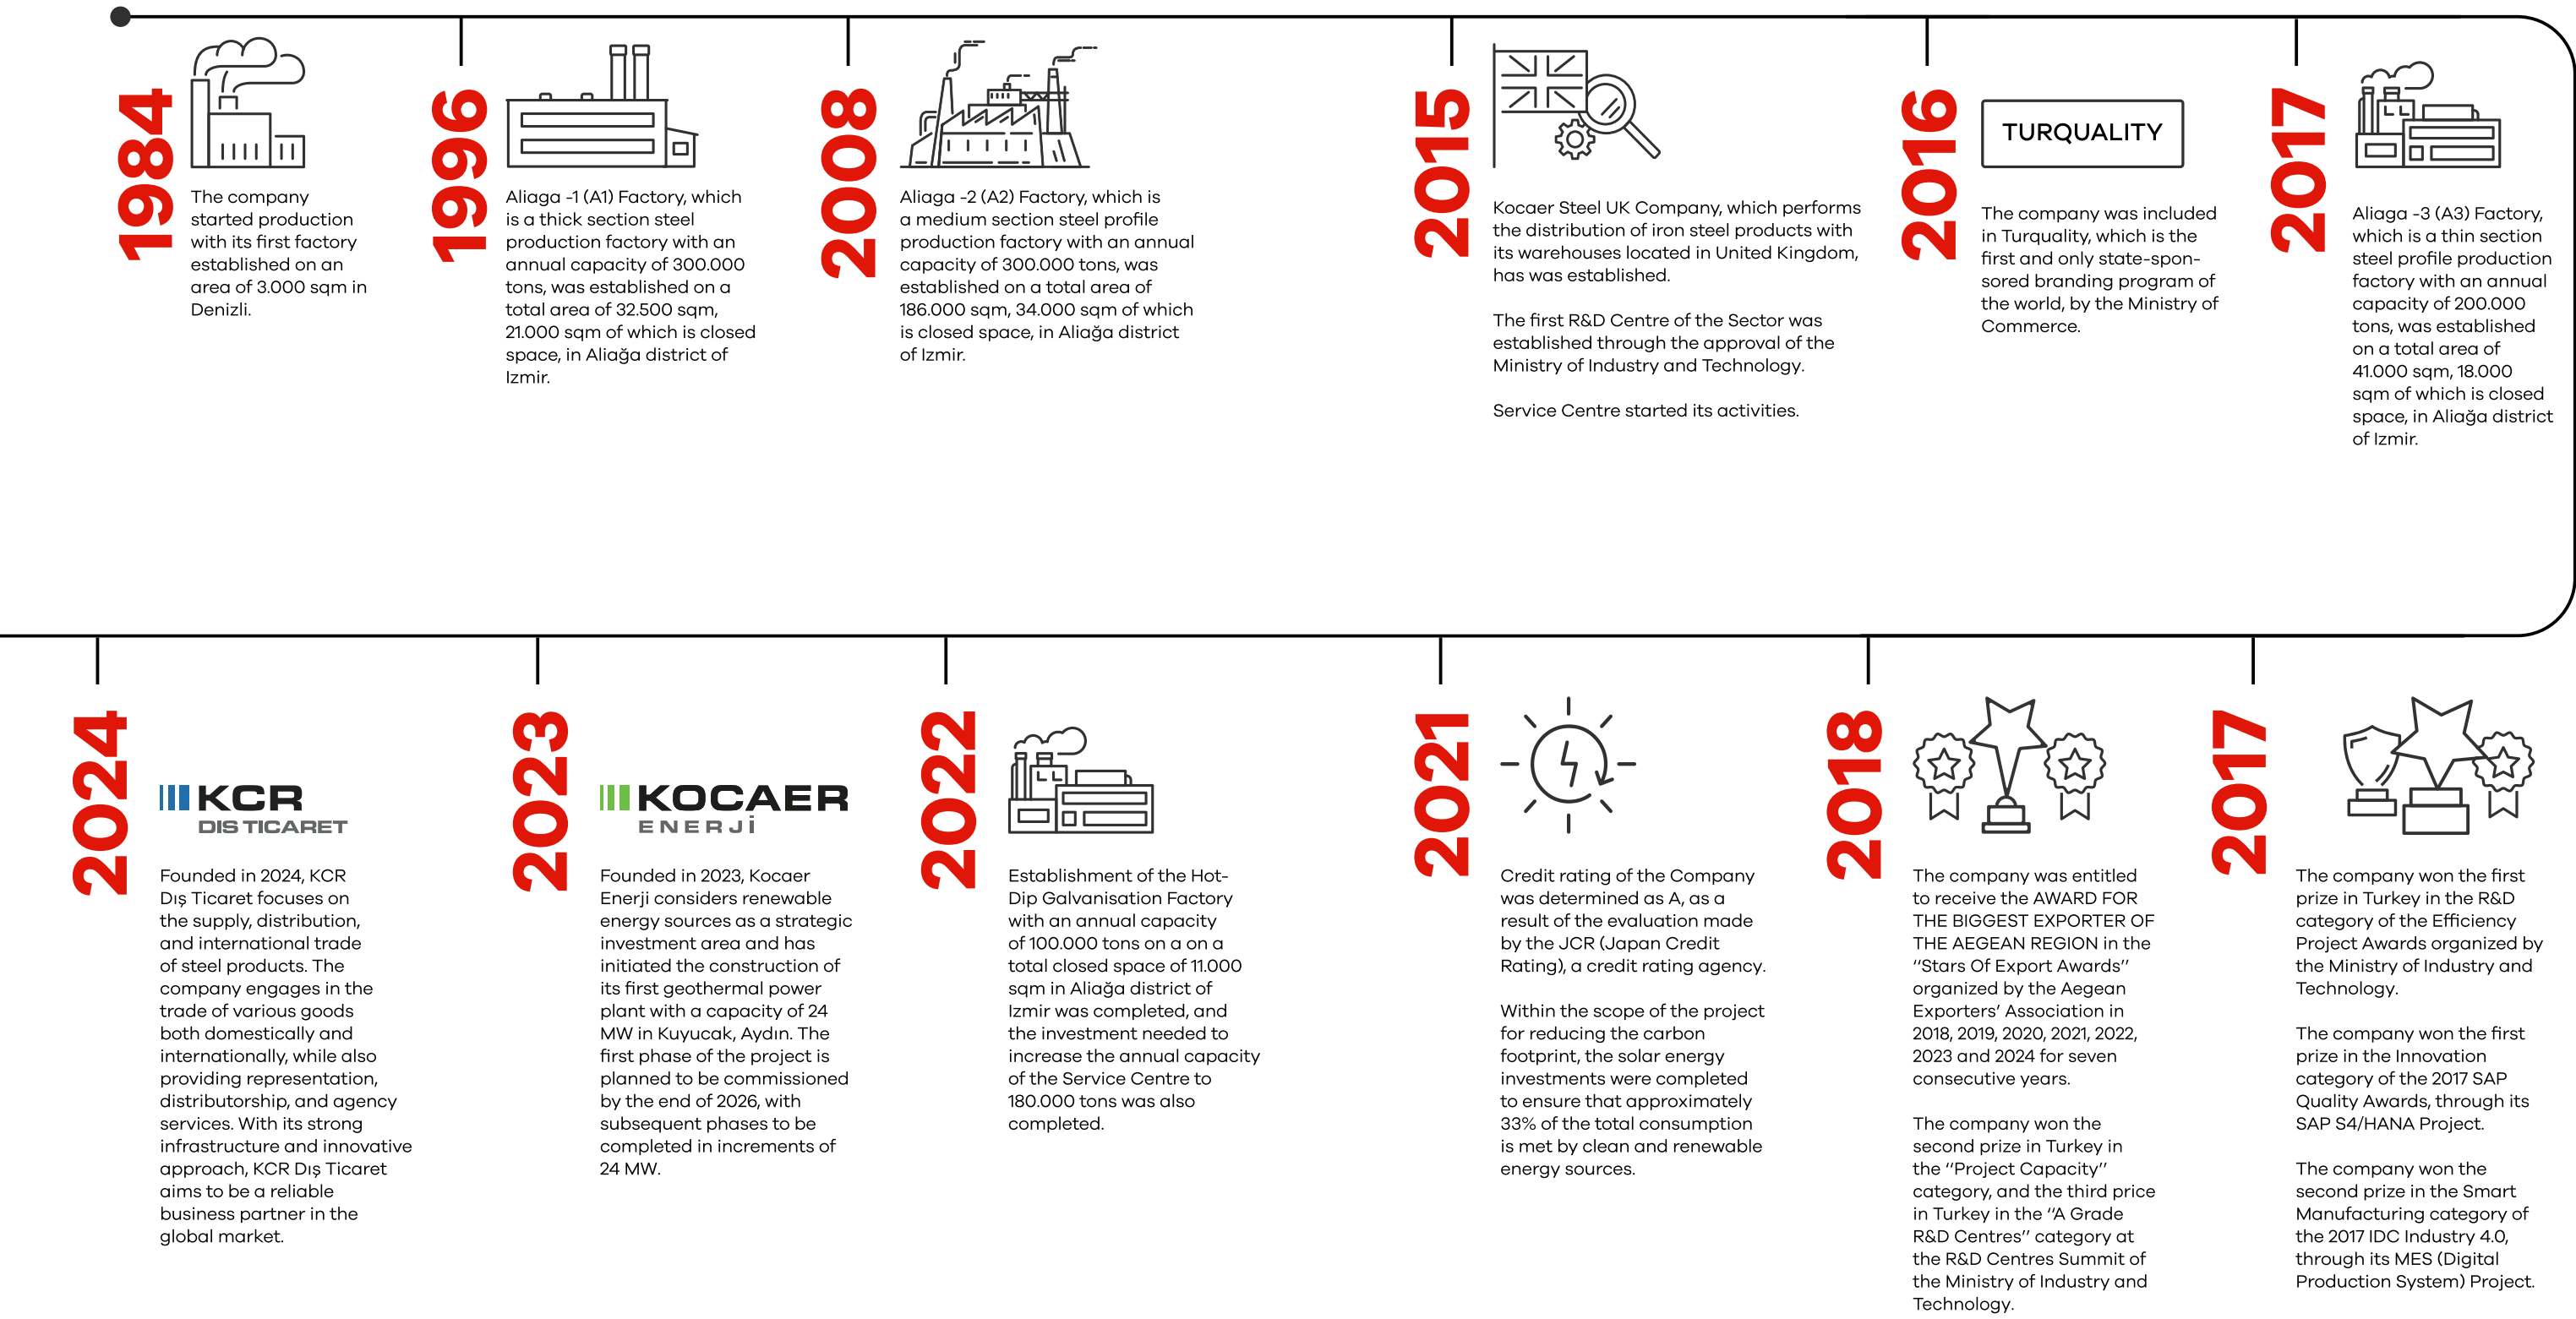 1984
The company
started production
with its first factory
established on an
area of 3.000 sqm in
Denizli.
1996
Aliaga -1 (A1) Factory, which
is a thick section steel
production factory with an
annual capacity of 300.000
tons, was established on a
total area of 32.500 sqm,
21.000 sqm of which is closed
space, in Aliağa district of
Izmir.
2008
Aliaga -2 (A2) Factory, which is
a medium section steel profile
production factory with an annual
capacity of 300.000 tons, was
established on a total area of
186.000 sqm, 34.000 sqm of which
is closed space, in Aliağa district
of Izmir.
2015
Kocaer Steel UK Company, which performs
the distribution of iron steel products with
its warehouses located in United Kingdom,
has was established.
The first R&D Centre of the Sector was
established through the approval of the
Ministry of Industry and Technology.
Service Centre started its activities.
2016
TURQUALITY
The company was included
in Turquality, which is the
first and only state-spon-
sored branding program of
the world, by the Ministry of
Commerce.
2017
Aliaga -3 (A3) Factory,
which is a thin section
steel profile production
factory with an annual
capacity of 200.000
tons, was established
on a total area of
41.000 sqm, 18.000
sqm of which is closed
space, in Aliağa district
of Izmir.
2024
KCR
DIS TICARET
Founded in 2024, KCR
Dış Ticaret focuses on
the supply, distribution,
and international trade
of steel products. The
company engages in the
trade of various goods
both domestically and
internationally, while also
providing representation,
distributorship, and agency
services. With its strong
infrastructure and innovative
approach, KCR Dış Ticaret
aims to be a reliable
business partner in the
global market.
2023
KOCAER
ENERJİ
Founded in 2023, Kocaer
Enerji considers renewable
energy sources as a strategic
investment area and has
initiated the construction of
its first geothermal power
plant with a capacity of 24
MW in Kuyucak, Aydın. The
first phase of the project is
planned to be commissioned
by the end of 2026, with
subsequent phases to be
completed in increments of
24 MW.
2022
Establishment of the Hot-
Dip Galvanisation Factory
with an annual capacity
of 100.000 tons on a on a
total closed space of 11.000
sqm in Aliağa district of
Izmir was completed, and
the investment needed to
increase the annual capacity
of the Service Centre to
180.000 tons was also
completed.
2021
Credit rating of the Company
was determined as A, as a
result of the evaluation made
by the JCR (Japan Credit
Rating), a credit rating agency.
Within the scope of the project
for reducing the carbon
footprint, the solar energy
investments were completed
to ensure that approximately
33% of the total consumption
is met by clean and renewable
energy sources.
2018
The company was entitled
to receive the AWARD FOR
THE BIGGEST EXPORTER OF
THE AEGEAN REGION in the
“Stars Of Export Awards”
organized by the Aegean
Exporters’ Association in
2018, 2019, 2020, 2021, 2022,
2023 and 2024 for seven
consecutive years.
The company won the
second prize in Turkey in
the “Project Capacity”
category, and the third price
in Turkey in the “A Grade
R&D Centres” category at
the R&D Centres Summit of
the Ministry of Industry and
Technology.
2017
The company won the first
prize in Turkey in the R&D
category of the Efficiency
Project Awards organized by
the Ministry of Industry and
Technology.
The company won the first
prize in the Innovation
category of the 2017 SAP
Quality Awards, through its
SAP S4/HANA Project.
The company won the
second prize in the Smart
Manufacturing category of
the 2017 IDC Industry 4.0,
through its MES (Digital
Production System) Project.